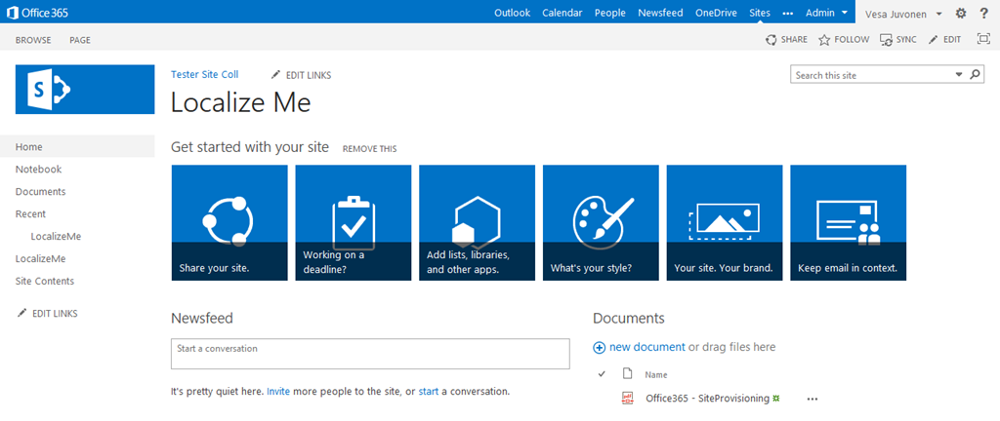 Office 365
Outlook Calendar People Newsfeed OneDrive Sites ••• Admin Vesa Juvonen ?
BROWSE PAGE
SHARE FOLLOW SYNC EDIT
S
Tester Site Coll EDIT LINKS
Search this site
Localize Me
Home
Notebook
Documents
Recent
LocalizeMe
LocalizeMe
Site Contents
EDIT LINKS
Get started with your site REMOVE THIS
Share your site.
Working on a
deadline?
Add lists, libraries,
and other apps.
What's your style?
Your site. Your brand.
Keep email in context.
Newsfeed
Start a conversation
It's pretty quiet here. Invite more people to the site, or start a conversation.
Documents
new document or drag files here
Name
pdf
Office365 - SiteProvisioning •••